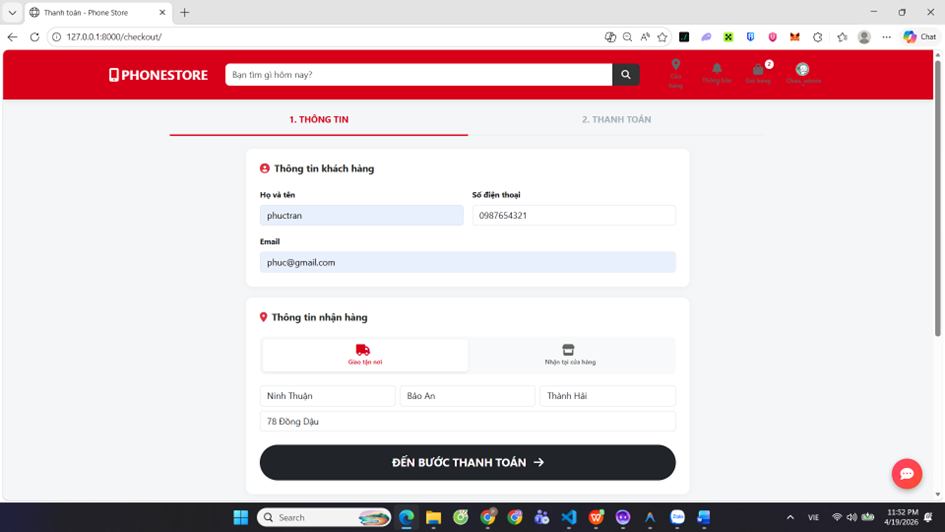 Thanh toán - Phone Store
127.0.0.1:8000/checkout/
Chat
PHONESTORE
Bạn tìm gì hôm nay?
Cửa hàng
Thông báo
Giỏ hàng
2
1. THÔNG TIN
2. THANH TOÁN
Thông tin khách hàng
Họ và tên
Số điện thoại
phuctran
0987654321
Email
phuc@gmail.com
Thông tin nhận hàng
Giao tận nơi
Nhận tại cửa hàng
Ninh Thuận
Bảo An
Thành Hải
78 Đồng Dậu
ĐẾN BƯỚC THANH TOÁN →
Search
Zalo
VIE
11:52 PM
4/19/2026